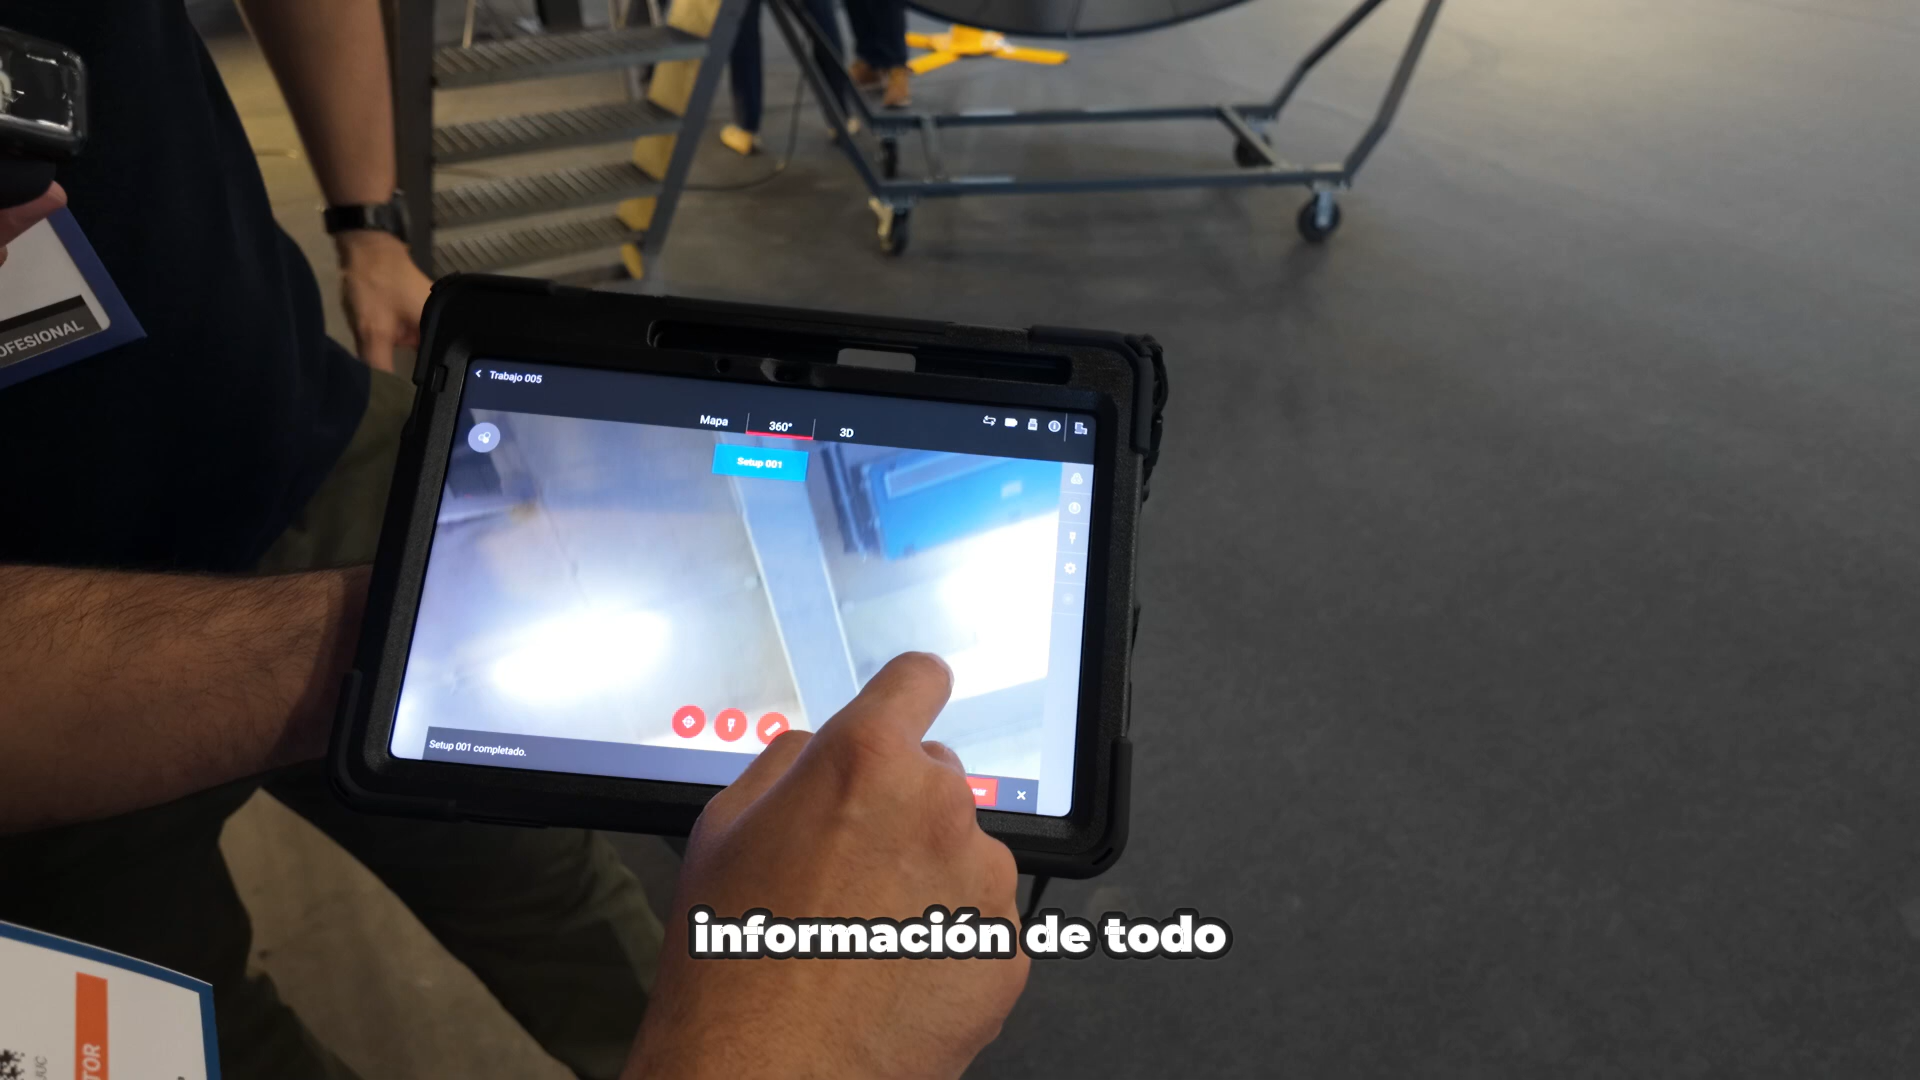 OFESIONAL
Trabajo 005
Mapa
360°
3D
Setup 001
Setup 001 completado.
información de todo
TOR